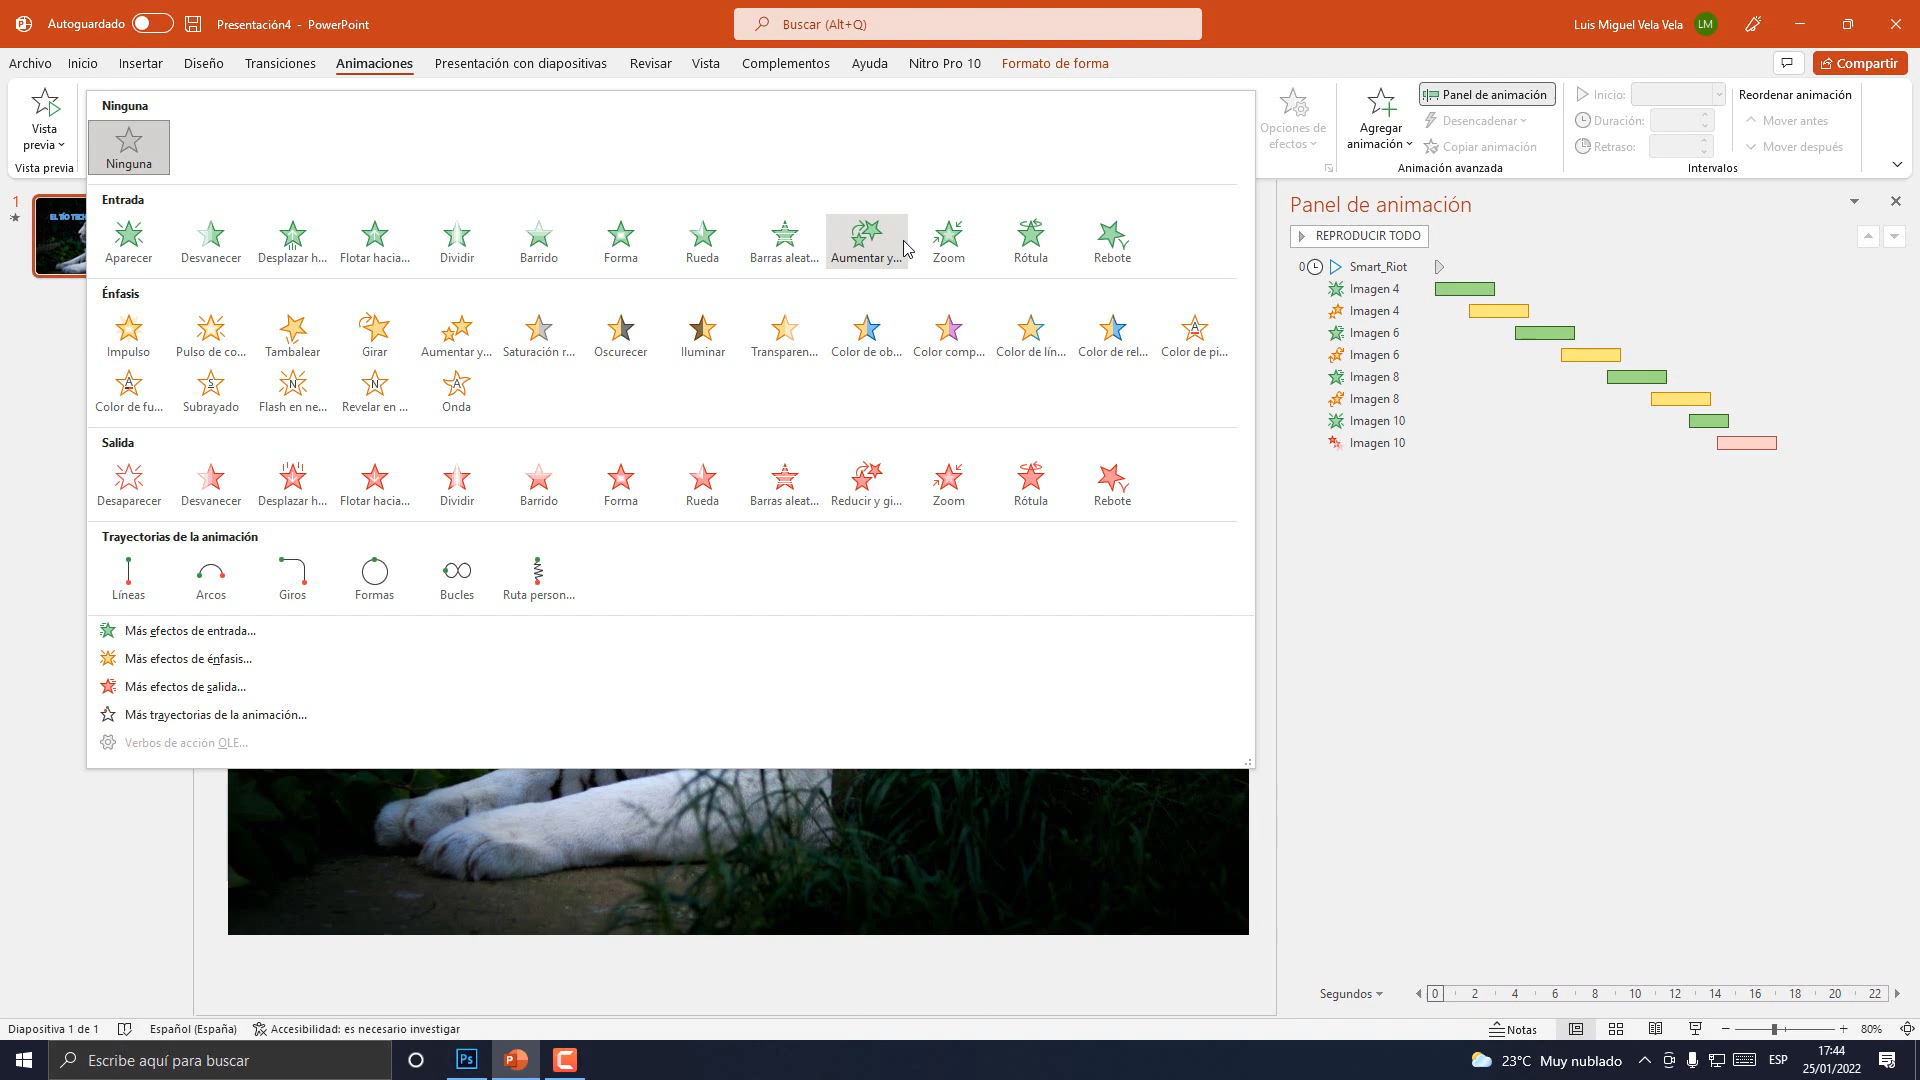 Autoguardado
Presentación4 - PowerPoint
Buscar (Alt+Q)
Luis Miguel Vela Vela
LM
Archivo Inicio Insertar Diseño Transiciones Animaciones Presentación con diapositivas Revisar Vista Complementos Ayuda Nitro Pro 10 Formato de forma
Compartir
Vista
previa
Vista previa
Opciones de
efectos
Agregar
animación
Panel de animación
Desencadenar
Copiar animación
Animación avanzada
Inicio:
Duración:
Retraso:
Reordenar animación
Mover antes
Mover después
Intervalos
Ninguna
Ninguna
Entrada
Aparecer Desvanecer Desplazar h... Flotar hacia... Dividir Barrido Forma Rueda Barras aleat... Aumentar y... Zoom Rótula Rebote
Énfasis
Impulso Pulso de co... Tambalear Girar Aumentar y... Saturación r... Oscurecer Iluminar Transparen... Color de ob... Color comp... Color de lín... Color de rel... Color de pi...
Color de fu... Subrayado Flash en ne... Revelar en ... Onda
Salida
Desaparecer Desvanecer Desplazar h... Flotar hacia... Dividir Barrido Forma Rueda Barras aleat... Reducir y gi... Zoom Rótula Rebote
Trayectorias de la animación
Líneas Arcos Giros Formas Bucles Ruta person...
Más efectos de entrada...
Más efectos de énfasis...
Más efectos de salida...
Más trayectorias de la animación...
Verbos de acción OLE...
1
EL TÍO TECH
Panel de animación
REPRODUCIR TODO
0 Smart_Riot
Imagen 4
Imagen 4
Imagen 6
Imagen 6
Imagen 8
Imagen 8
Imagen 10
Imagen 10
Segundos 0 2 4 6 8 10 12 14 16 18 20 22
Diapositiva 1 de 1 Español (España) Accesibilidad: es necesario investigar
Notas
80%
Escribe aquí para buscar
Ps
P
23°C Muy nublado
ESP
17:44
25/01/2022